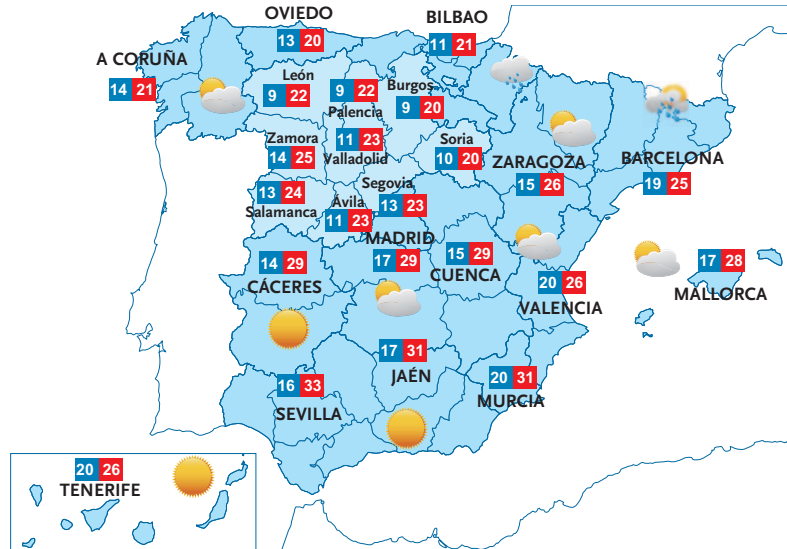 OVIEDO
13 20
BILBAO
11 21
A CORUÑA
14 21
León
9 22
9 22
Palencia
Burgos
9 20
Zamora
14 25
11 23
Valladolid
Soria
10 20
ZARAGOZA
15 26
BARCELONA
19 25
13 24
Salamanca
Ávila
11 23
Segovia
13 23
MADRID
17 29
15 29
CUENCA
14 29
CÁCERES
20 26
VALENCIA
17 28
MALLORCA
17 31
JAÉN
16 33
SEVILLA
20 31
MURCIA
20 26
TENERIFE